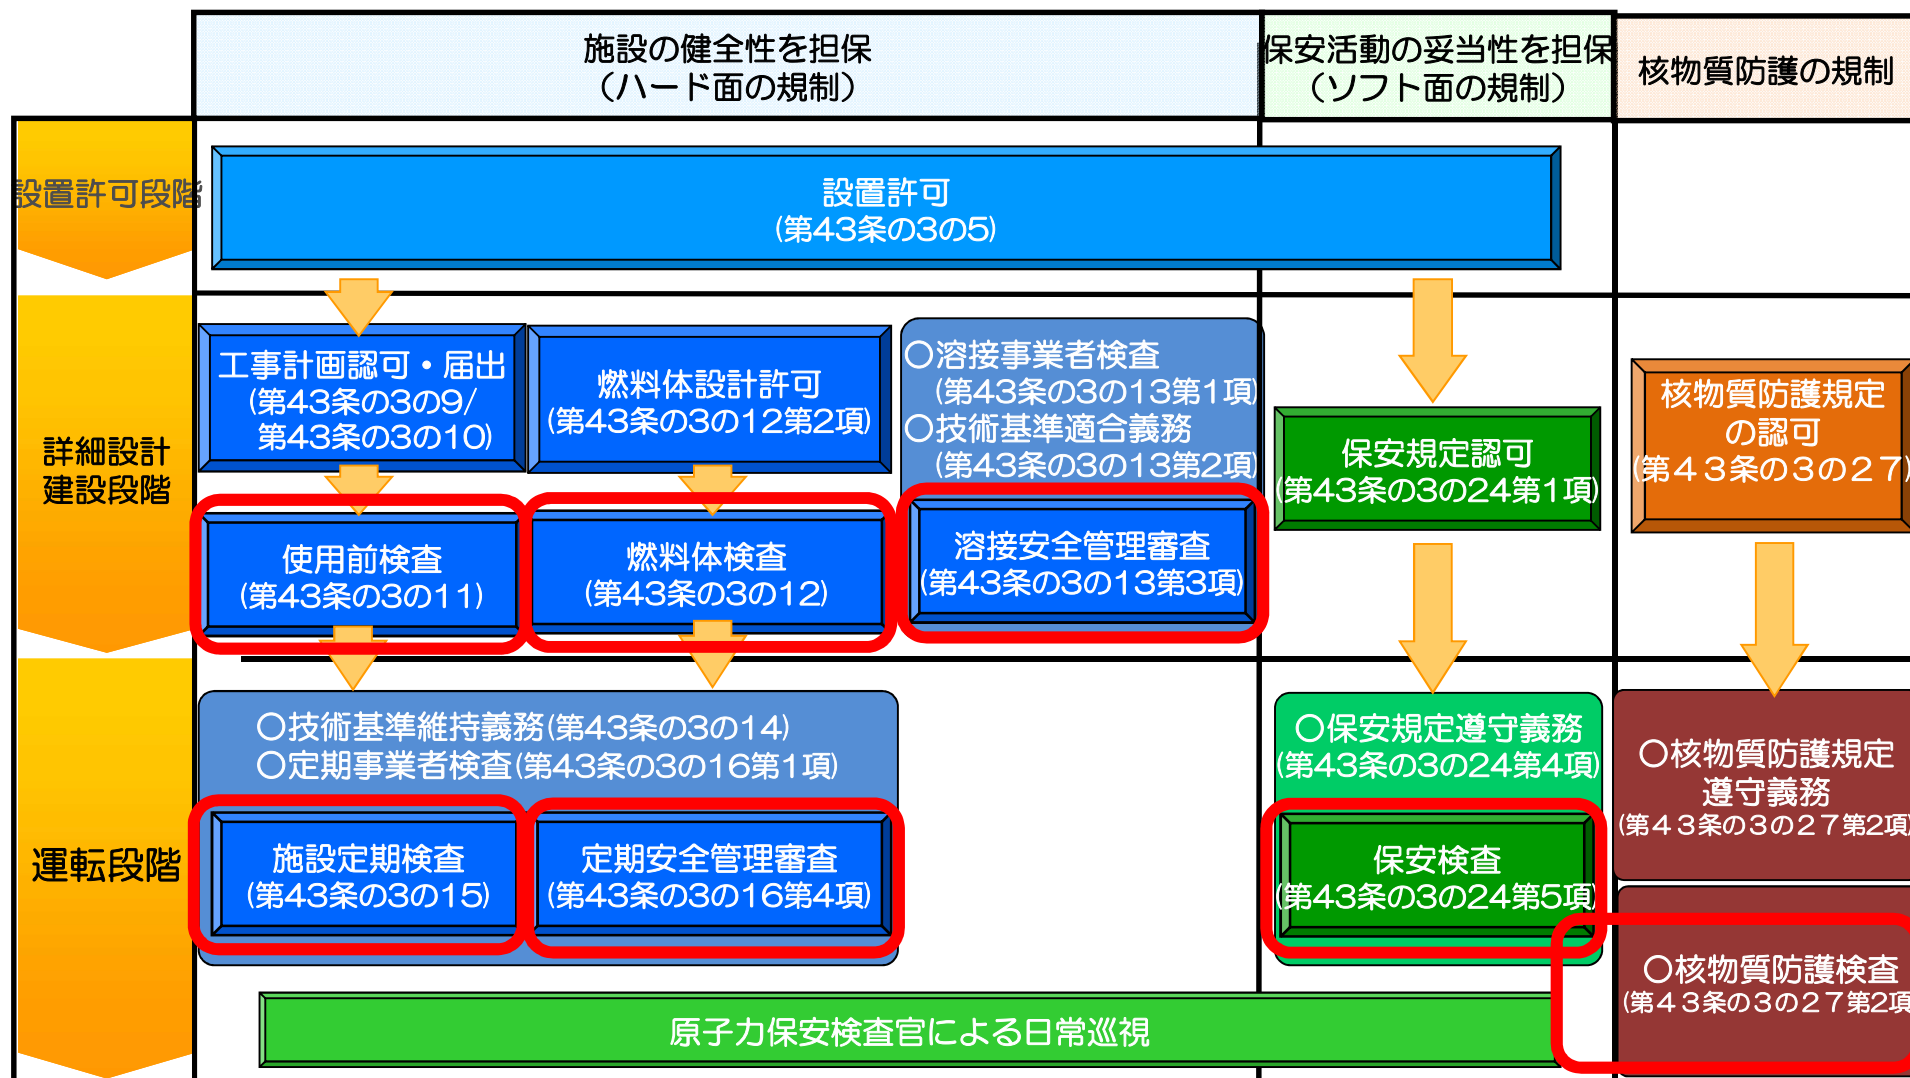 施設の健全性を担保
（ハード面の規制）
保安活動の妥当性を担保
（ソフト面の規制）
核物質防護の規制
設置許可段階
設置許可
(第43条の3の5)
詳細設計
建設段階
工事計画認可・届出
(第43条の3の9/
第43条の3の10)
燃料体設計許可
(第43条の3の12第2項)
〇溶接事業者検査
(第43条の3の13第1項)
〇技術基準適合義務
(第43条の3の13第2項)
保安規定認可
(第43条の3の24第1項)
核物質防護規定
の認可
(第４３条の３の２７)
使用前検査
(第43条の3の11)
燃料体検査
(第43条の3の12)
溶接安全管理審査
(第43条の3の13第3項)
運転段階
〇技術基準維持義務(第43条の3の14)
〇定期事業者検査(第43条の3の16第1項)
〇保安規定遵守義務
(第43条の3の24第4項)
〇核物質防護規定
遵守義務
(第４３条の３の２７第2項)
施設定期検査
(第43条の3の15)
定期安全管理審査
(第43条の3の16第4項)
保安検査
(第43条の3の24第5項)
〇核物質防護検査
(第４３条の３の２７第2項
原子力保安検査官による日常巡視